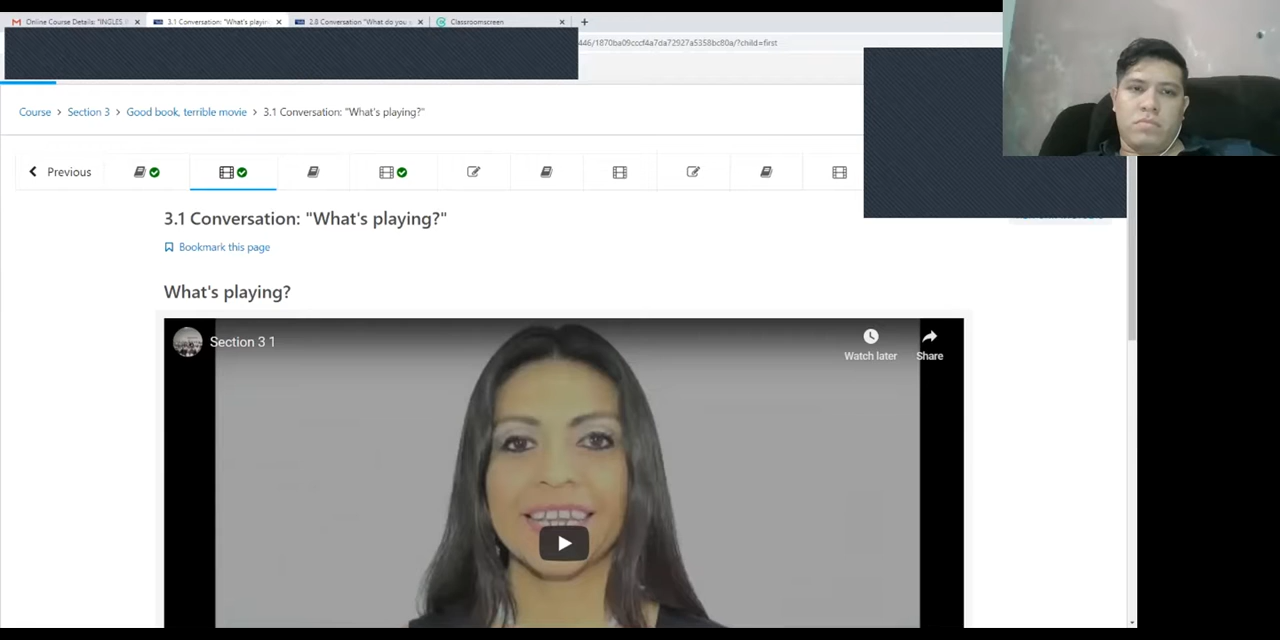 Online Course Details: "INGLES, 
3.1 Conversation: "What's playin
2.8 Conversation "What do you s
Classroomscreen
446/1870ba09cccf4a7da72927a5358bc80a/?child=first
Course > Section 3 > Good book, terrible movie > 3.1 Conversation: "What's playing?"
Previous
3.1 Conversation: "What's playing?"
Bookmark this page
What's playing?
Section 3 1
Watch later
Share